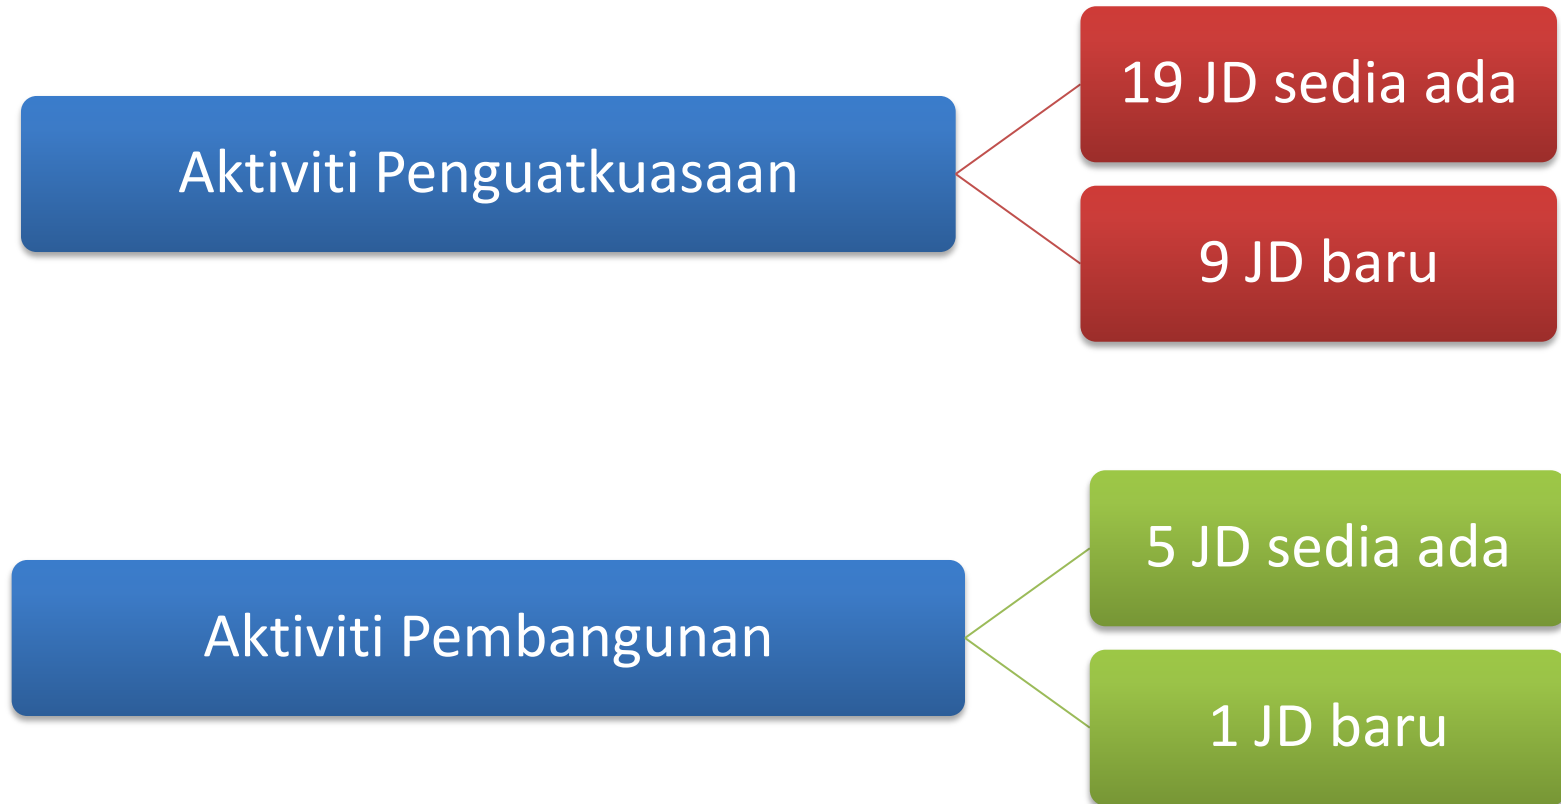 Aktiviti Penguatkuasaan
19 JD sedia ada
9 JD baru
Aktiviti Pembangunan
5 JD sedia ada
1 JD baru